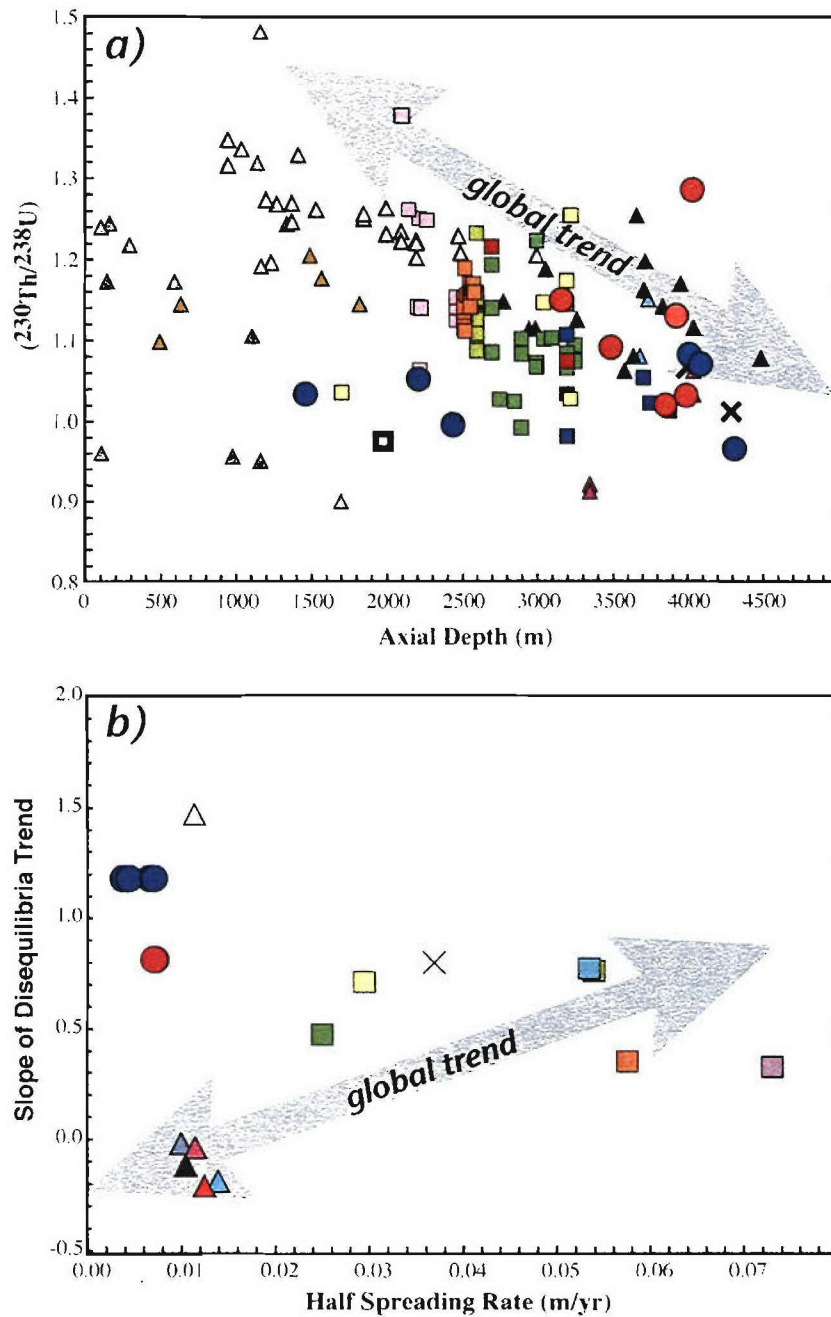 a)
1.5
1.4
1.3
1.2
1.1
1.0
0.9
0.8
(230Th/238U)
global trend
0 500 1000 1500 2000 2500 3000 3500 4000 4500
Axial Depth (m)
b)
2.0
1.5
1.0
0.5
0.0
-0.5
Slope of Disequilibria Trend
global trend
0.00 0.01 0.02 0.03 0.04 0.05 0.06 0.07
Half Spreading Rate (m/yr)